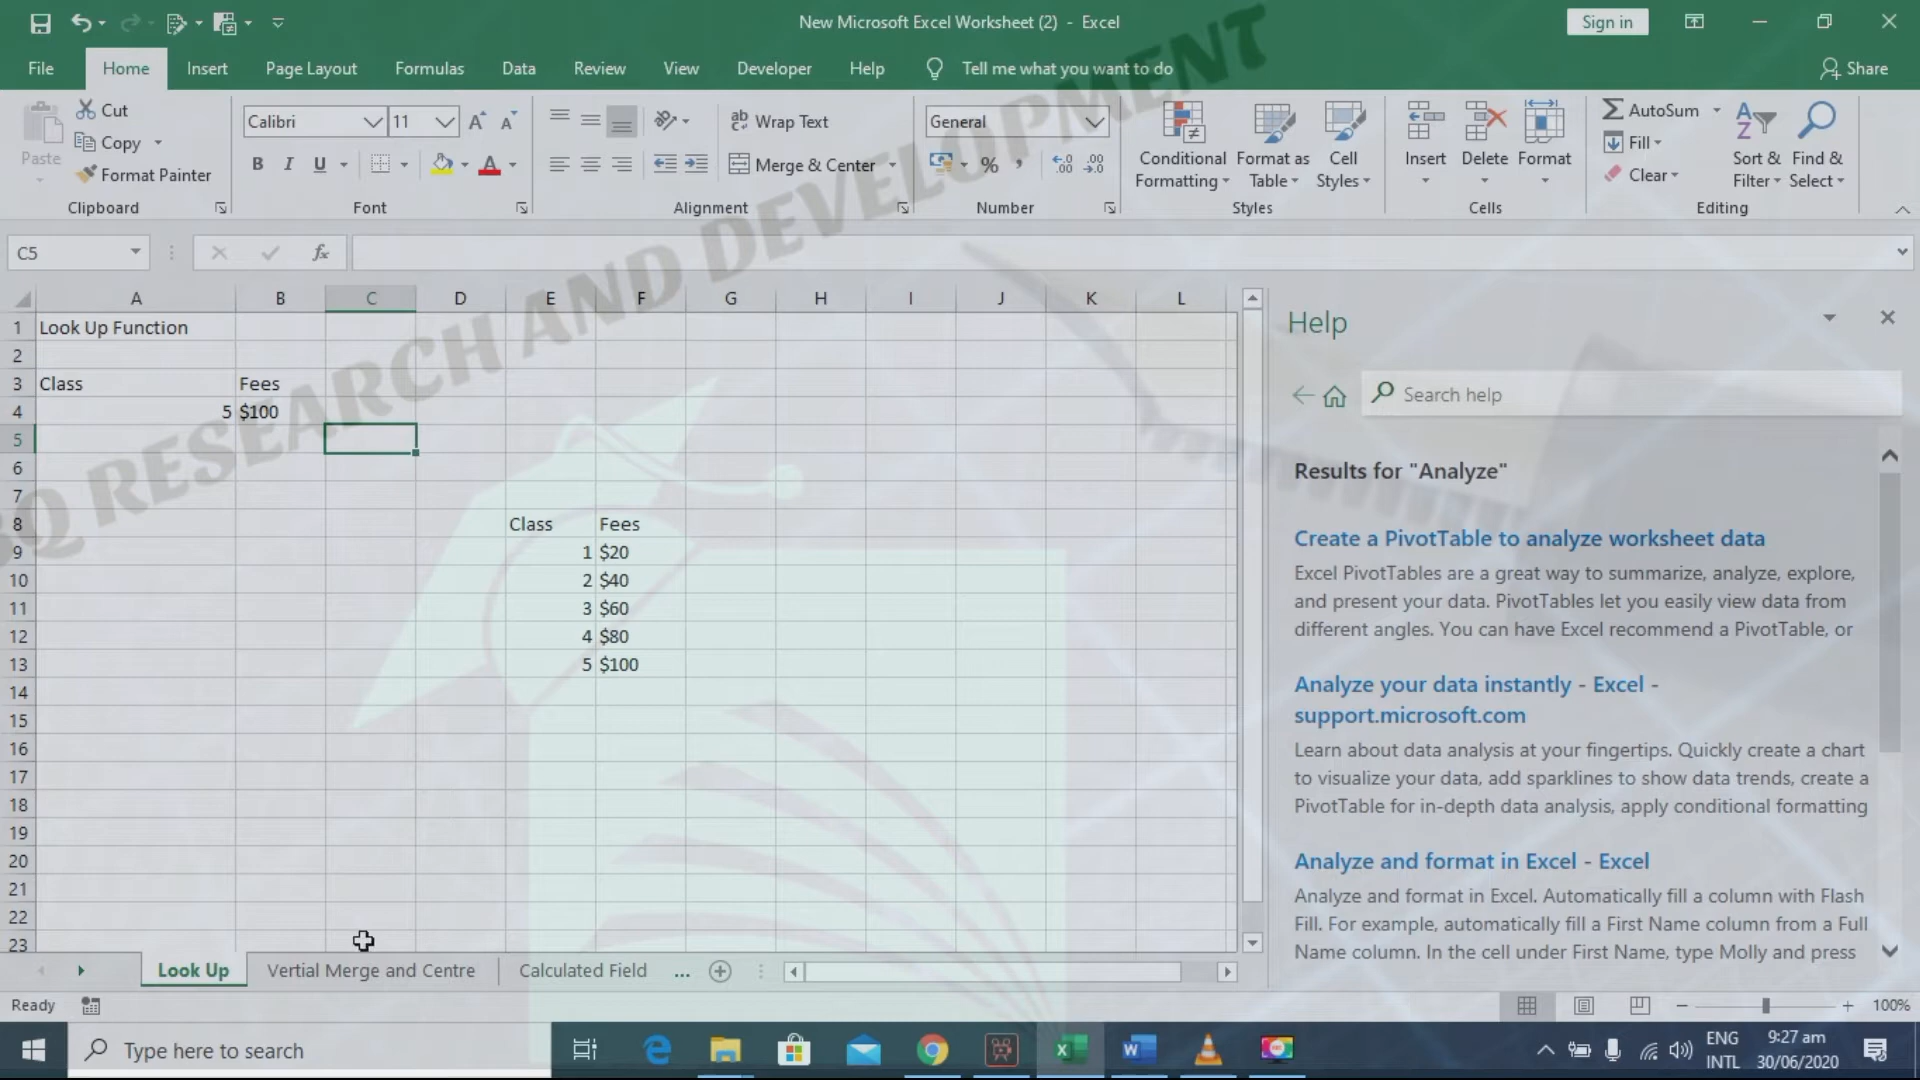 New Microsoft Excel Worksheet (2) - Excel
Sign in
File Home Insert Page Layout Formulas Data Review View Developer Help Tell me what you want to do Share
Paste
Cut
Copy
Format Painter
Clipboard
Calibri 11 A A
B I U A
Font
ab Wrap Text
Merge & Center
Alignment
General
% ,
Number
Conditional Formatting
Format as Table
Cell Styles
Styles
Insert Delete Format
Cells
AutoSum
Fill
Clear
Sort & Filter
Find & Select
Editing
C5 fx
A B C D E F G H I J K L
1 Look Up Function
2
3 Class Fees
4 5 $100
5
6
7
8 Class Fees
9 1 $20
10 2 $40
11 3 $60
12 4 $80
13 5 $100
14
15
16
17
18
19
20
21
22
23
Q RESEARCH AND DEVELOPMENT
Help
Search help
Results for "Analyze"
Create a PivotTable to analyze worksheet data
Excel PivotTables are a great way to summarize, analyze, explore,
and present your data. PivotTables let you easily view data from
different angles. You can have Excel recommend a PivotTable, or
Analyze your data instantly - Excel -
support.microsoft.com
Learn about data analysis at your fingertips. Quickly create a chart
to visualize your data, add sparklines to show data trends, create a
PivotTable for in-depth data analysis, apply conditional formatting
Analyze and format in Excel - Excel
Analyze and format in Excel. Automatically fill a column with Flash
Fill. For example, automatically fill a First Name column from a Full
Name column. In the cell under First Name, type Molly and press
Look Up Vertial Merge and Centre Calculated Field ...
Ready 100%
Type here to search
ENG
INTL
9:27 am
30/06/2020